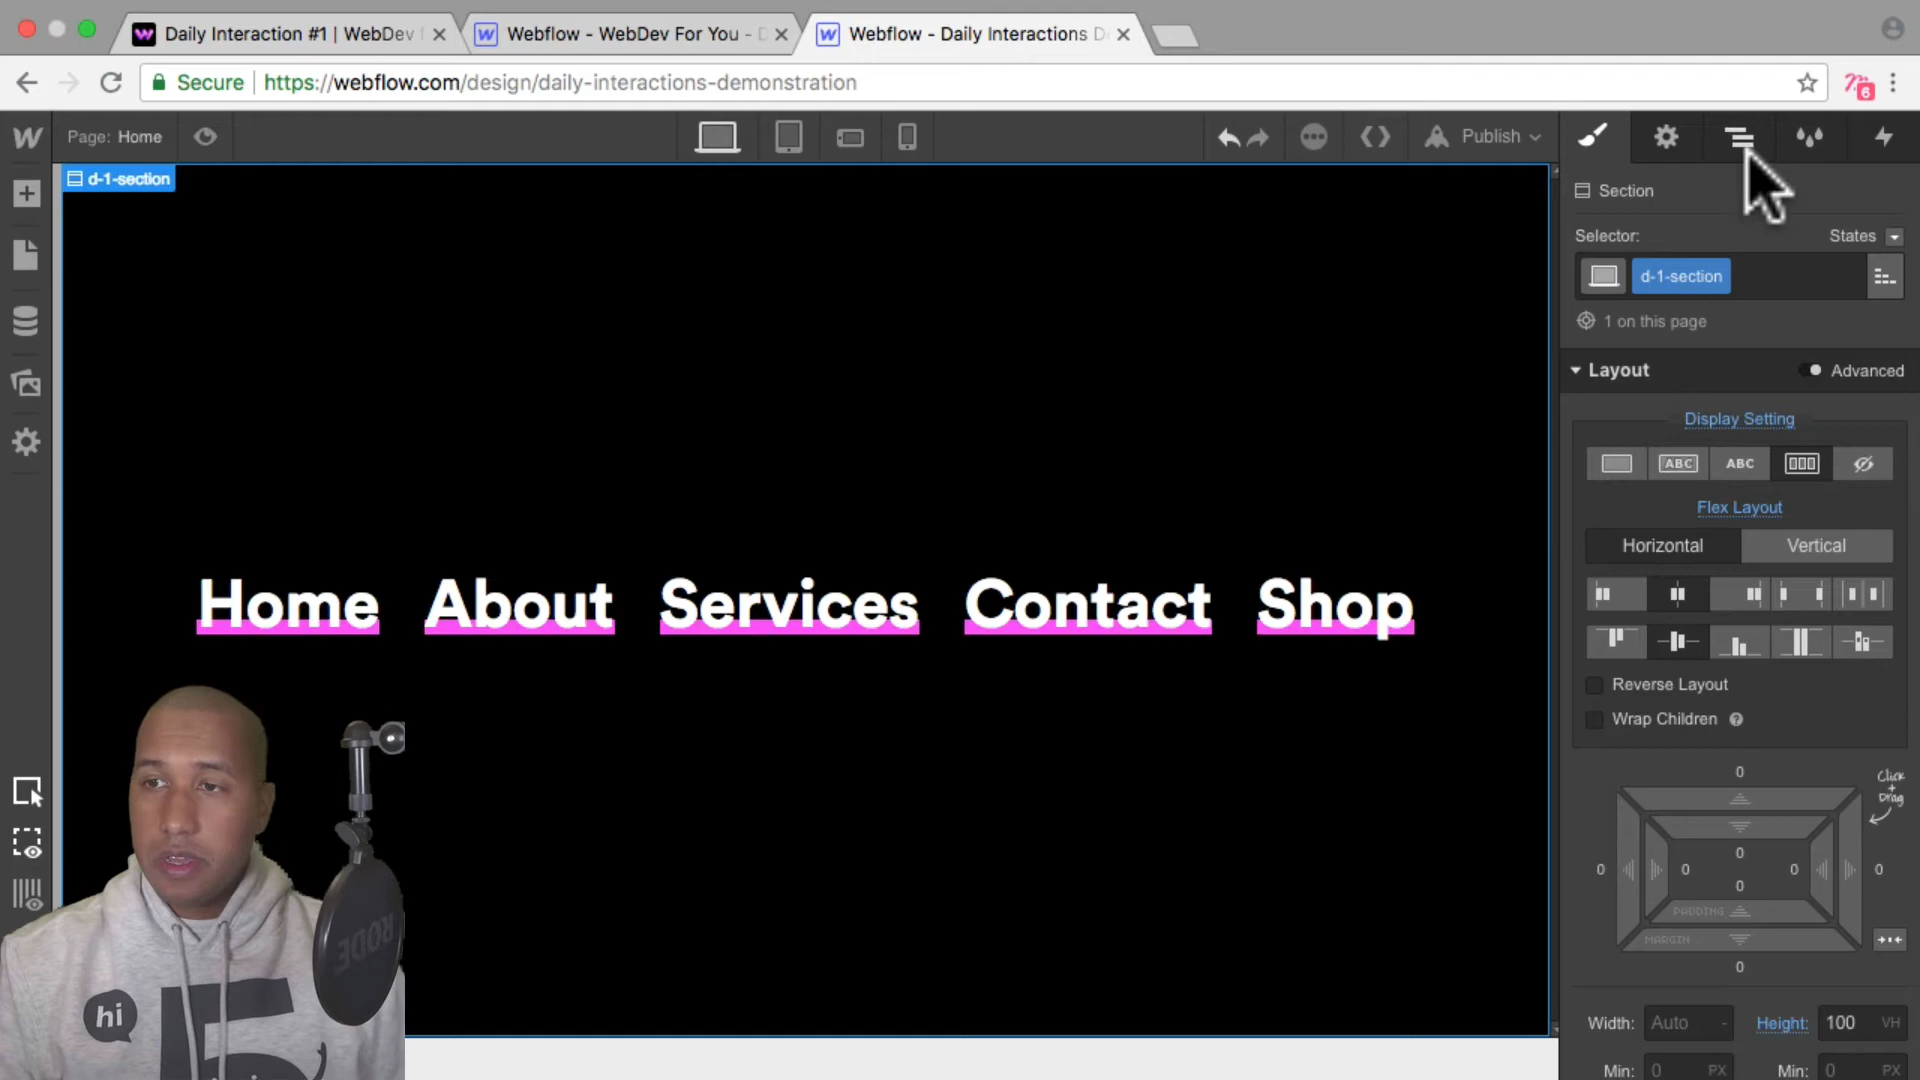 Daily Interaction #1 | WebDev f
Webflow - WebDev For You - D
Webflow - Daily Interactions De
Secure
https://webflow.com/design/daily-interactions-demonstration
6
Page: Home
Publish
d-1-section
Section
Selector:
States
d-1-section
1 on this page
Layout
Advanced
Display Setting
ABC
ABC
Flex Layout
Horizontal
Vertical
Reverse Layout
Wrap Children
Home About Services Contact Shop
0
Click
+
Drag
0
0
0
0
0
0
PADDING
MARGIN
0
Width: Auto -
Height: 100 VH
Min: 0 PX
Min: 0 PX
hi
5
RODE